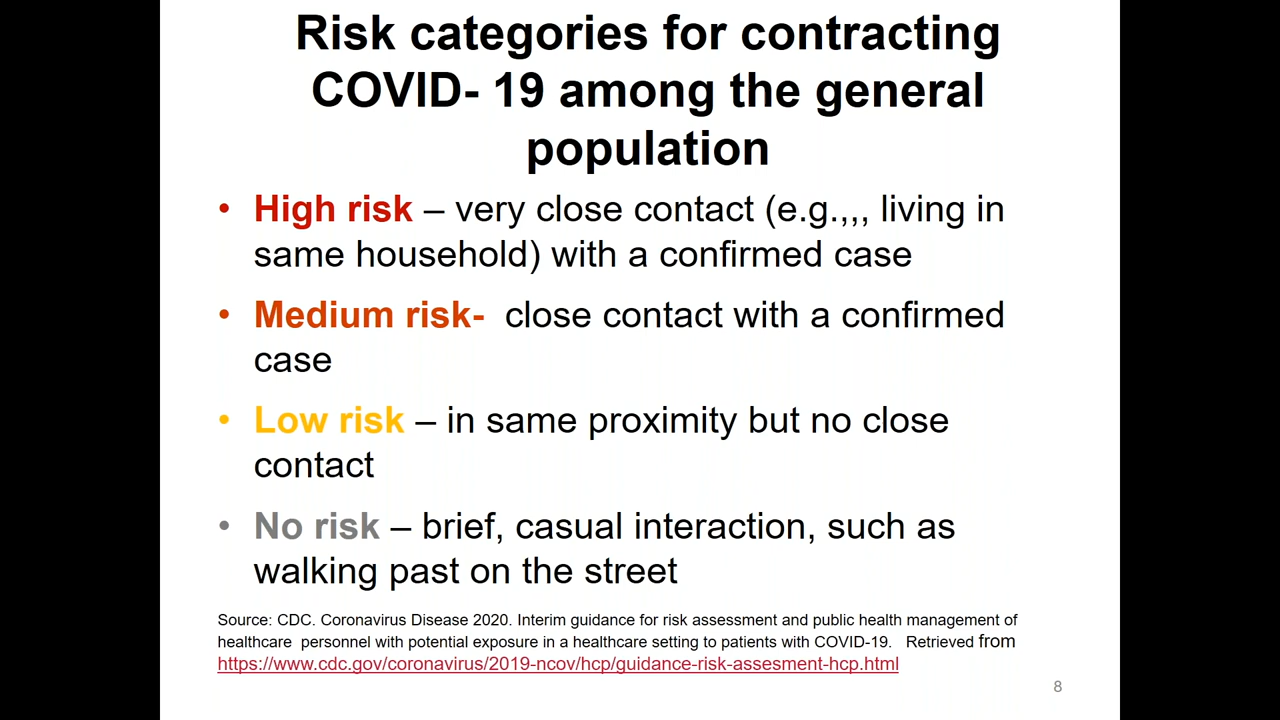 Risk categories for contracting
COVID- 19 among the general
population
• High risk – very close contact (e.g.,,, living in
same household) with a confirmed case
• Medium risk-  close contact with a confirmed
case
• Low risk – in same proximity but no close
contact
• No risk – brief, casual interaction, such as
walking past on the street
Source: CDC. Coronavirus Disease 2020. Interim guidance for risk assessment and public health management of
healthcare  personnel with potential exposure in a healthcare setting to patients with COVID-19.   Retrieved from
https://www.cdc.gov/coronavirus/2019-ncov/hcp/guidance-risk-assesment-hcp.html
8